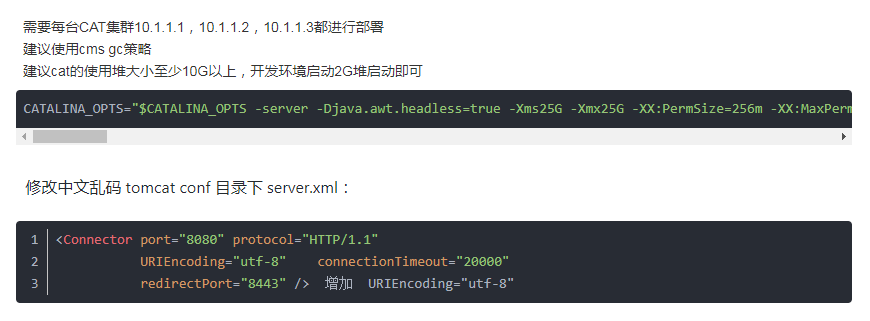 需要每台CAT集群10.1.1.1，10.1.1.2，10.1.1.3都进行部署
建议使用cms gc策略
建议cat的使用堆大小至少10G以上，开发环境启动2G堆启动即可
CATALINA_OPTS="$CATALINA_OPTS -server -Djava.awt.headless=true -Xms25G -Xmx25G -XX:PermSize=256m -XX:MaxPerm
修改中文乱码 tomcat conf 目录下 server.xml：
1 <Connector port="8080" protocol="HTTP/1.1"
2 URIEncoding="utf-8"    connectionTimeout="20000"
3 redirectPort="8443" />  增加  URIEncoding="utf-8"